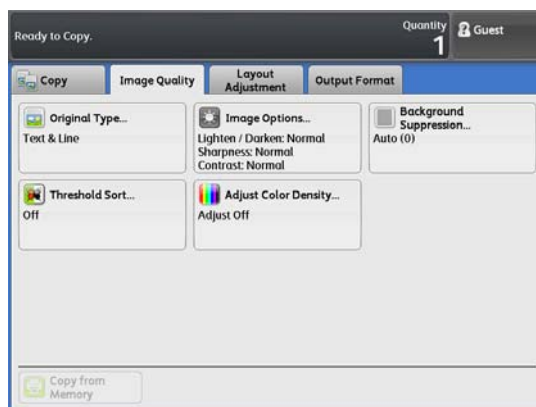 Ready to Copy.
Quantity
1
Guest
Copy
Image Quality
Layout
Adjustment
Output Format
Original Type...
Text & Line
Image Options...
Lighten / Darken: Normal
Sharpness: Normal
Contrast: Normal
Background
Suppression...
Auto (0)
Threshold Sort...
Off
Adjust Color Density...
Adjust Off
Copy from
Memory